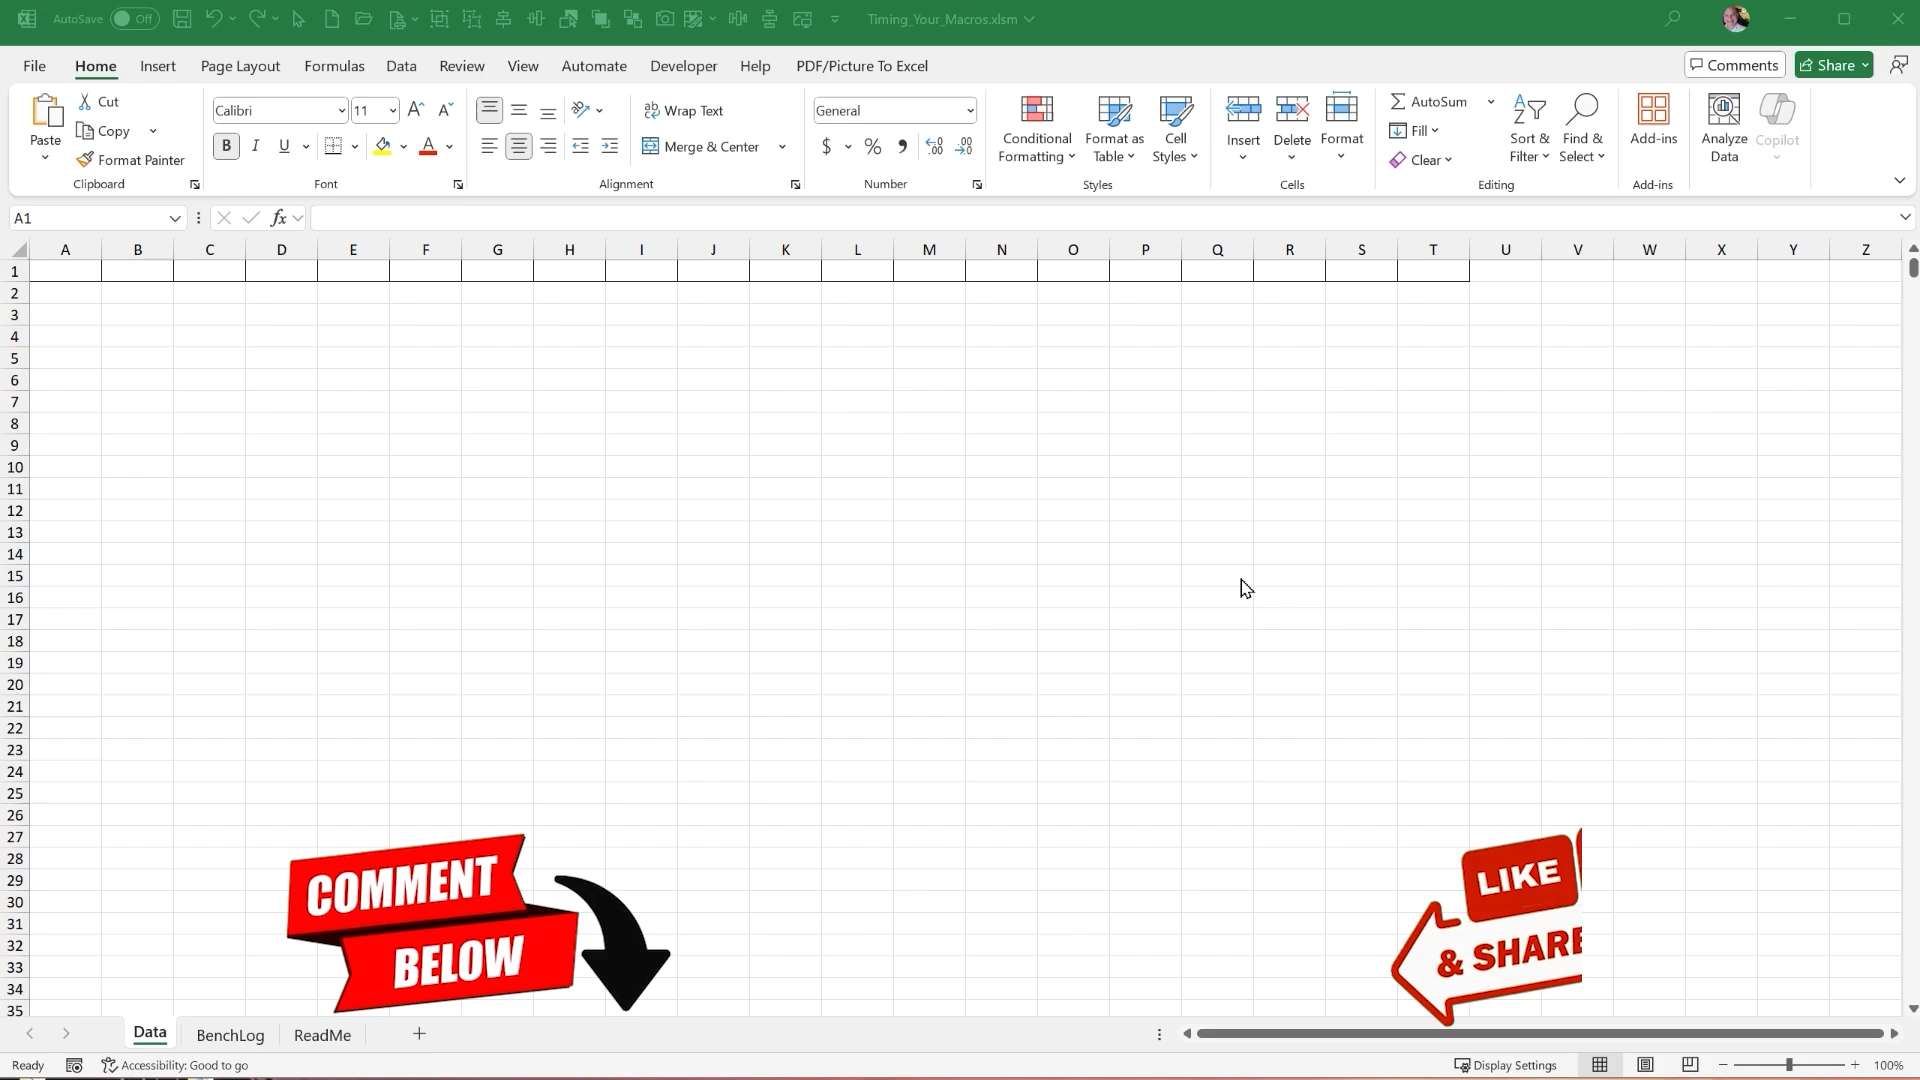 AutoSave Off Timing_Your_Macros.xlsm
File Home Insert Page Layout Formulas Data Review View Automate Developer Help PDF/Picture To Excel Comments Share
Paste
Cut
Copy
Format Painter
Clipboard
Calibri 11
B I U A
Font
Wrap Text
Merge & Center
Alignment
General
$ % 9
Number
Conditional Formatting
Format as Table
Cell Styles
Styles
Insert
Delete
Format
Cells
AutoSum
Fill
Clear
Sort & Filter
Find & Select
Editing
Add-ins
Add-ins
Analyze Data
Copilot
A1 fx
A B C D E F G H I J K L M N O P Q R S T U V W X Y Z
1
2
3
4
5
6
7
8
9
10
11
12
13
14
15
16
17
18
19
20
21
22
23
24
25
26
27
28
29
30
31
32
33
34
35
COMMENT
BELOW
LIKE
& SHARE
Data BenchLog ReadMe
Ready Accessibility: Good to go Display Settings 100%